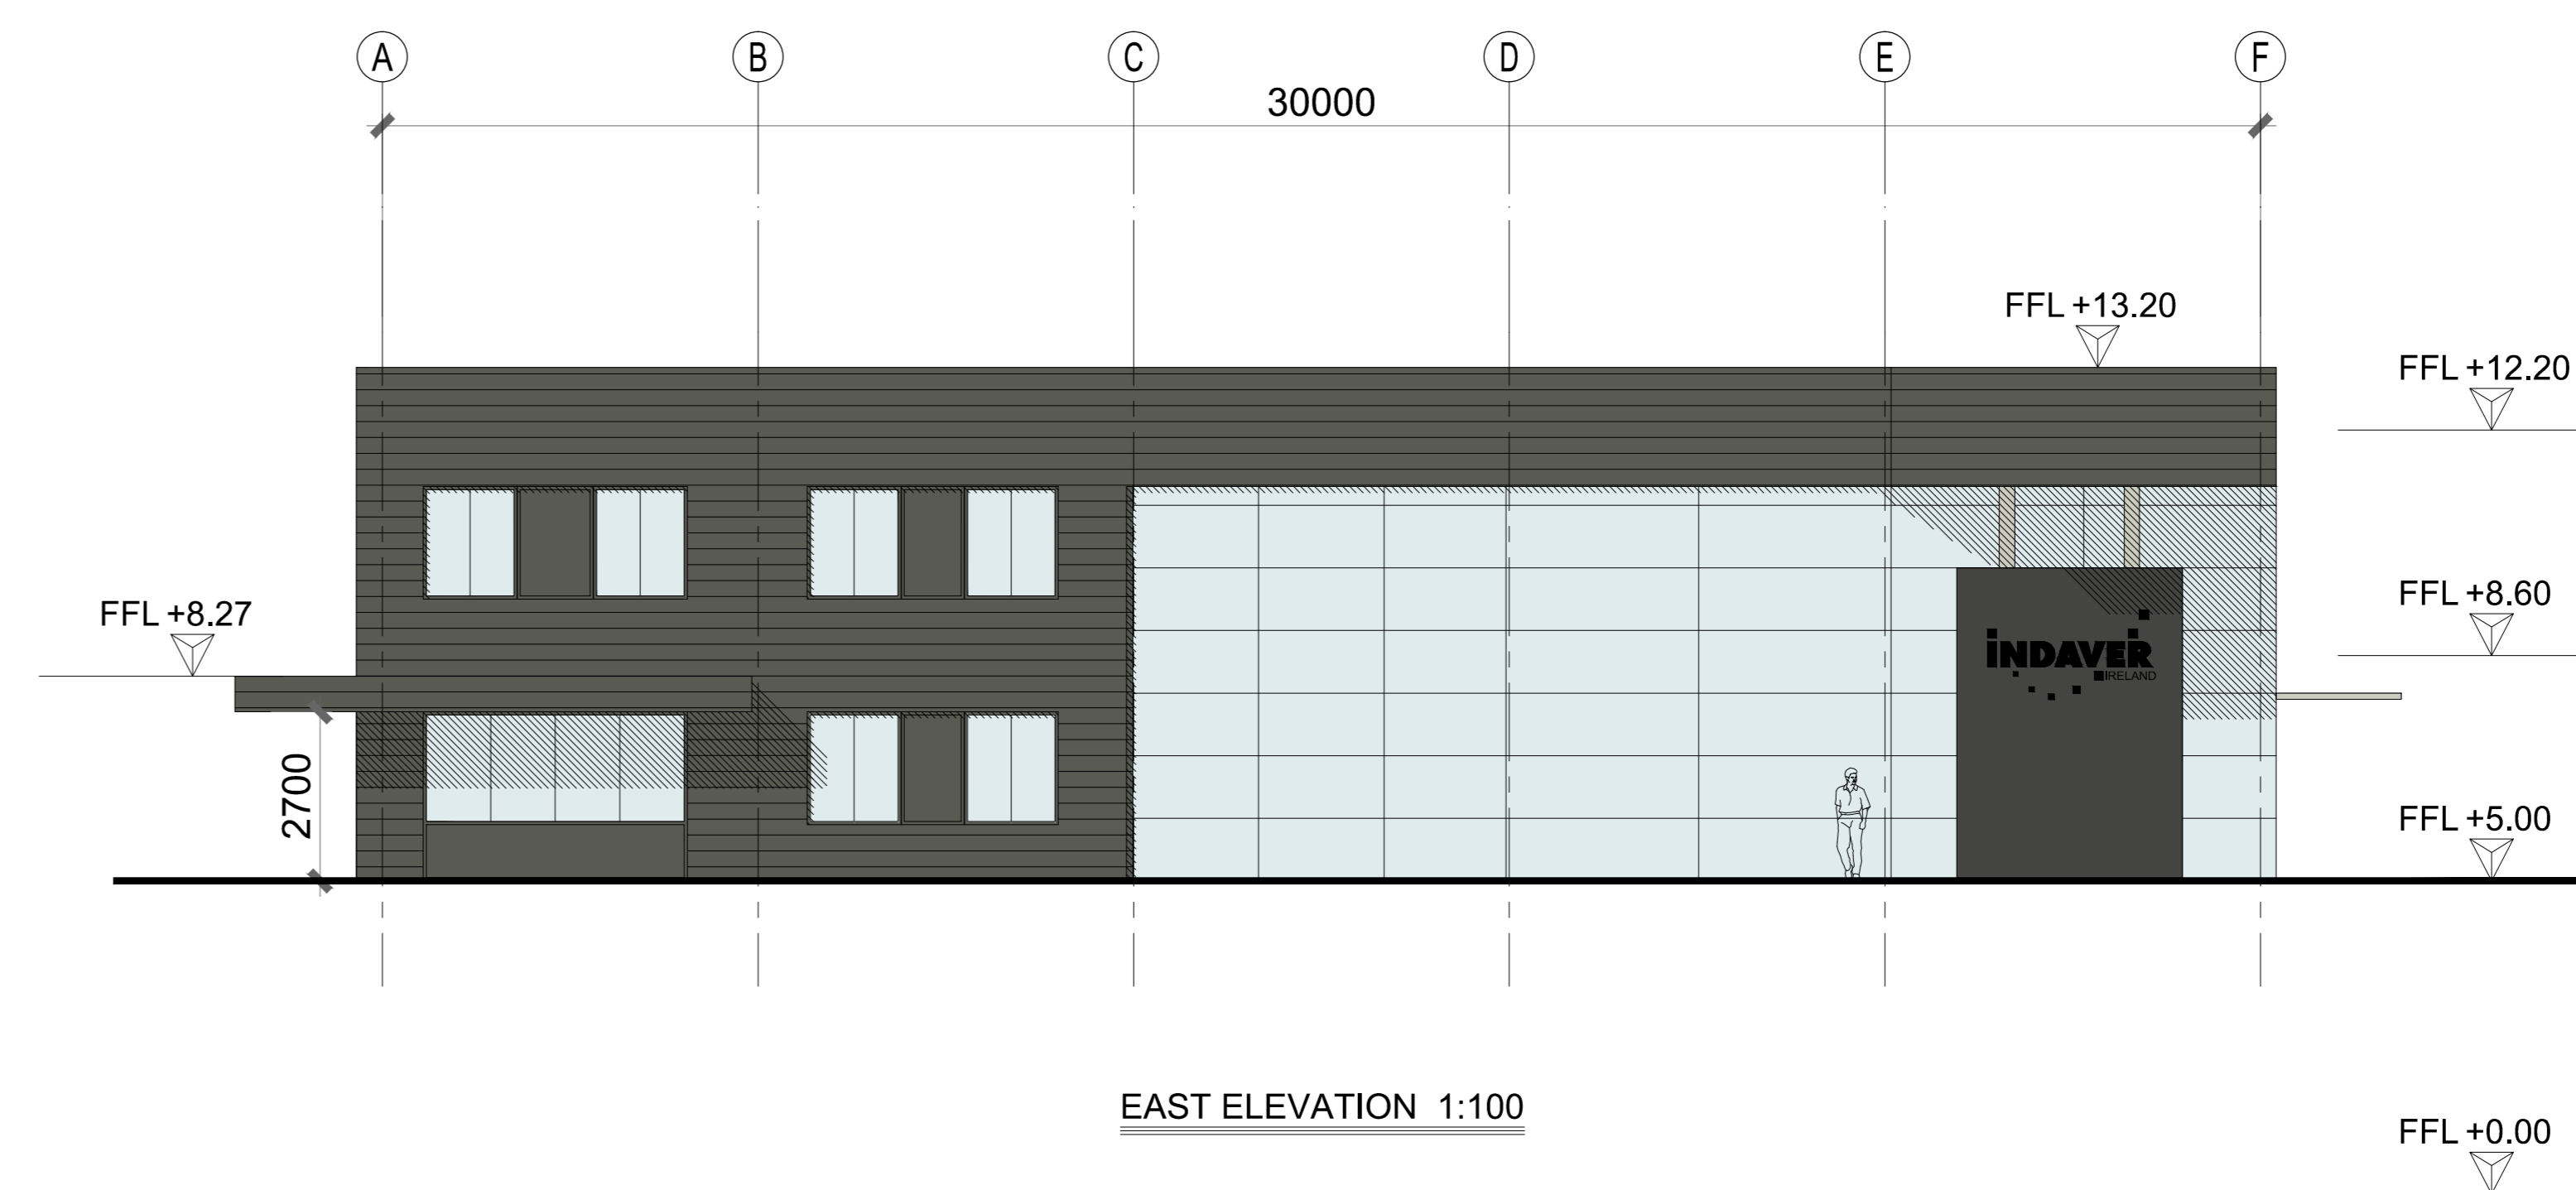 A B C D E F
30000
FFL +13.20
FFL +12.20
FFL +8.27
FFL +8.60
INDAVER
IRELAND
2700
FFL +5.00
EAST ELEVATION 1:100
FFL +0.00